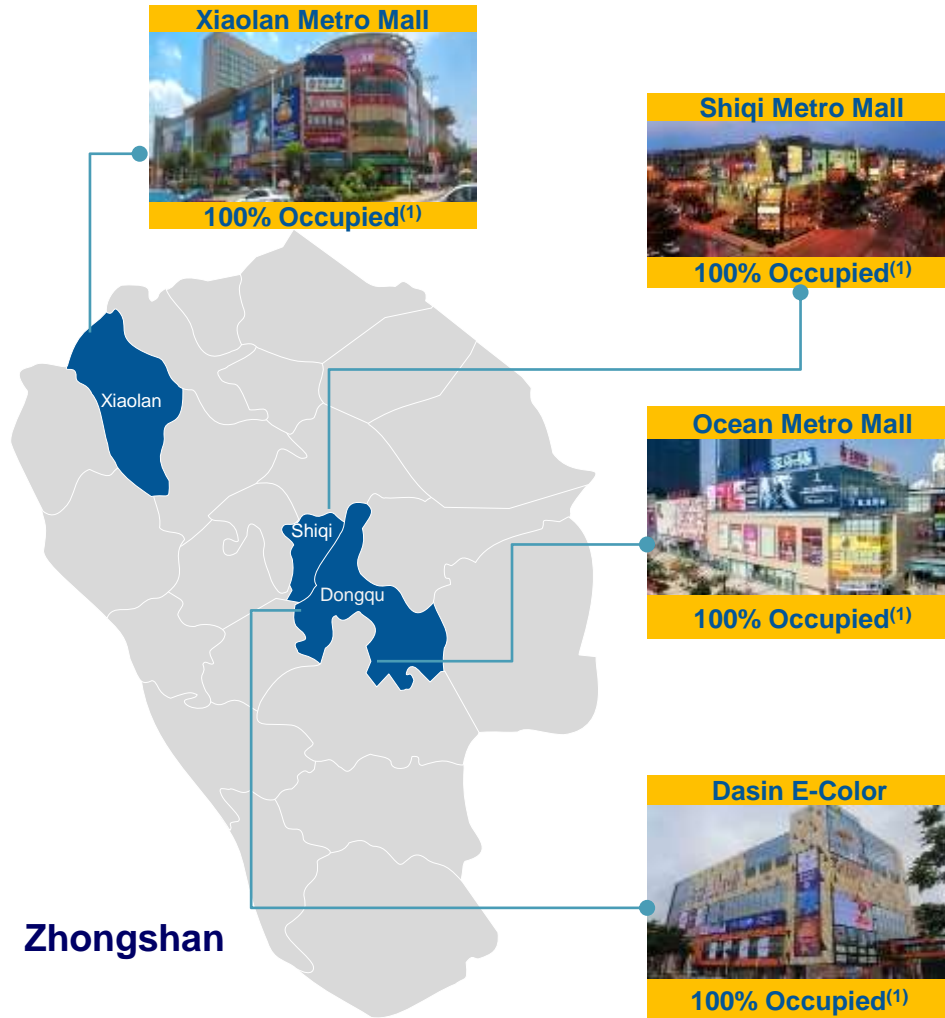 Xiaolan Metro Mall
100% Occupied(1)
Shiqi Metro Mall
100% Occupied(1)
Xiaolan
Ocean Metro Mall
100% Occupied(1)
Shiqi
Dongqu
Dasin E-Color
100% Occupied(1)
Zhongshan